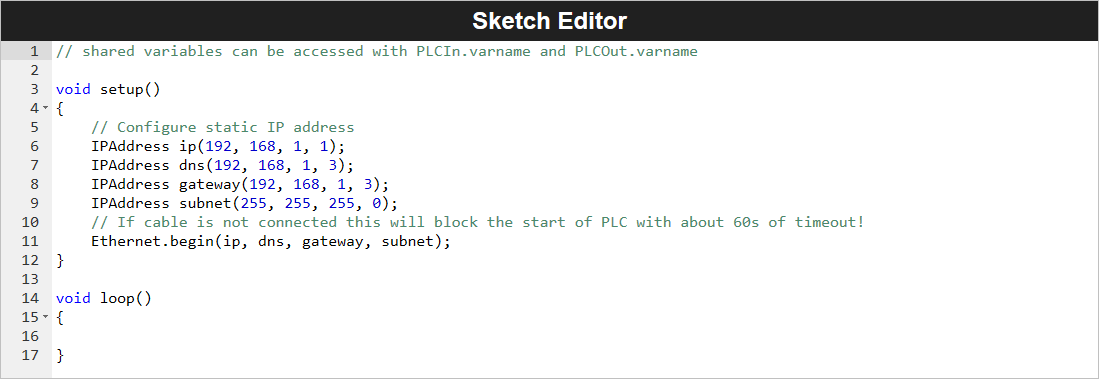 Sketch Editor
1 // shared variables can be accessed with PLCIn.varname and PLCOut.varname
2
3 void setup()
4 {
5     // Configure static IP address
6     IPAddress ip(192, 168, 1, 1);
7     IPAddress dns(192, 168, 1, 3);
8     IPAddress gateway(192, 168, 1, 3);
9     IPAddress subnet(255, 255, 255, 0);
10     // If cable is not connected this will block the start of PLC with about 60s of timeout!
11     Ethernet.begin(ip, dns, gateway, subnet);
12 }
13
14 void loop()
15 {
16
17 }